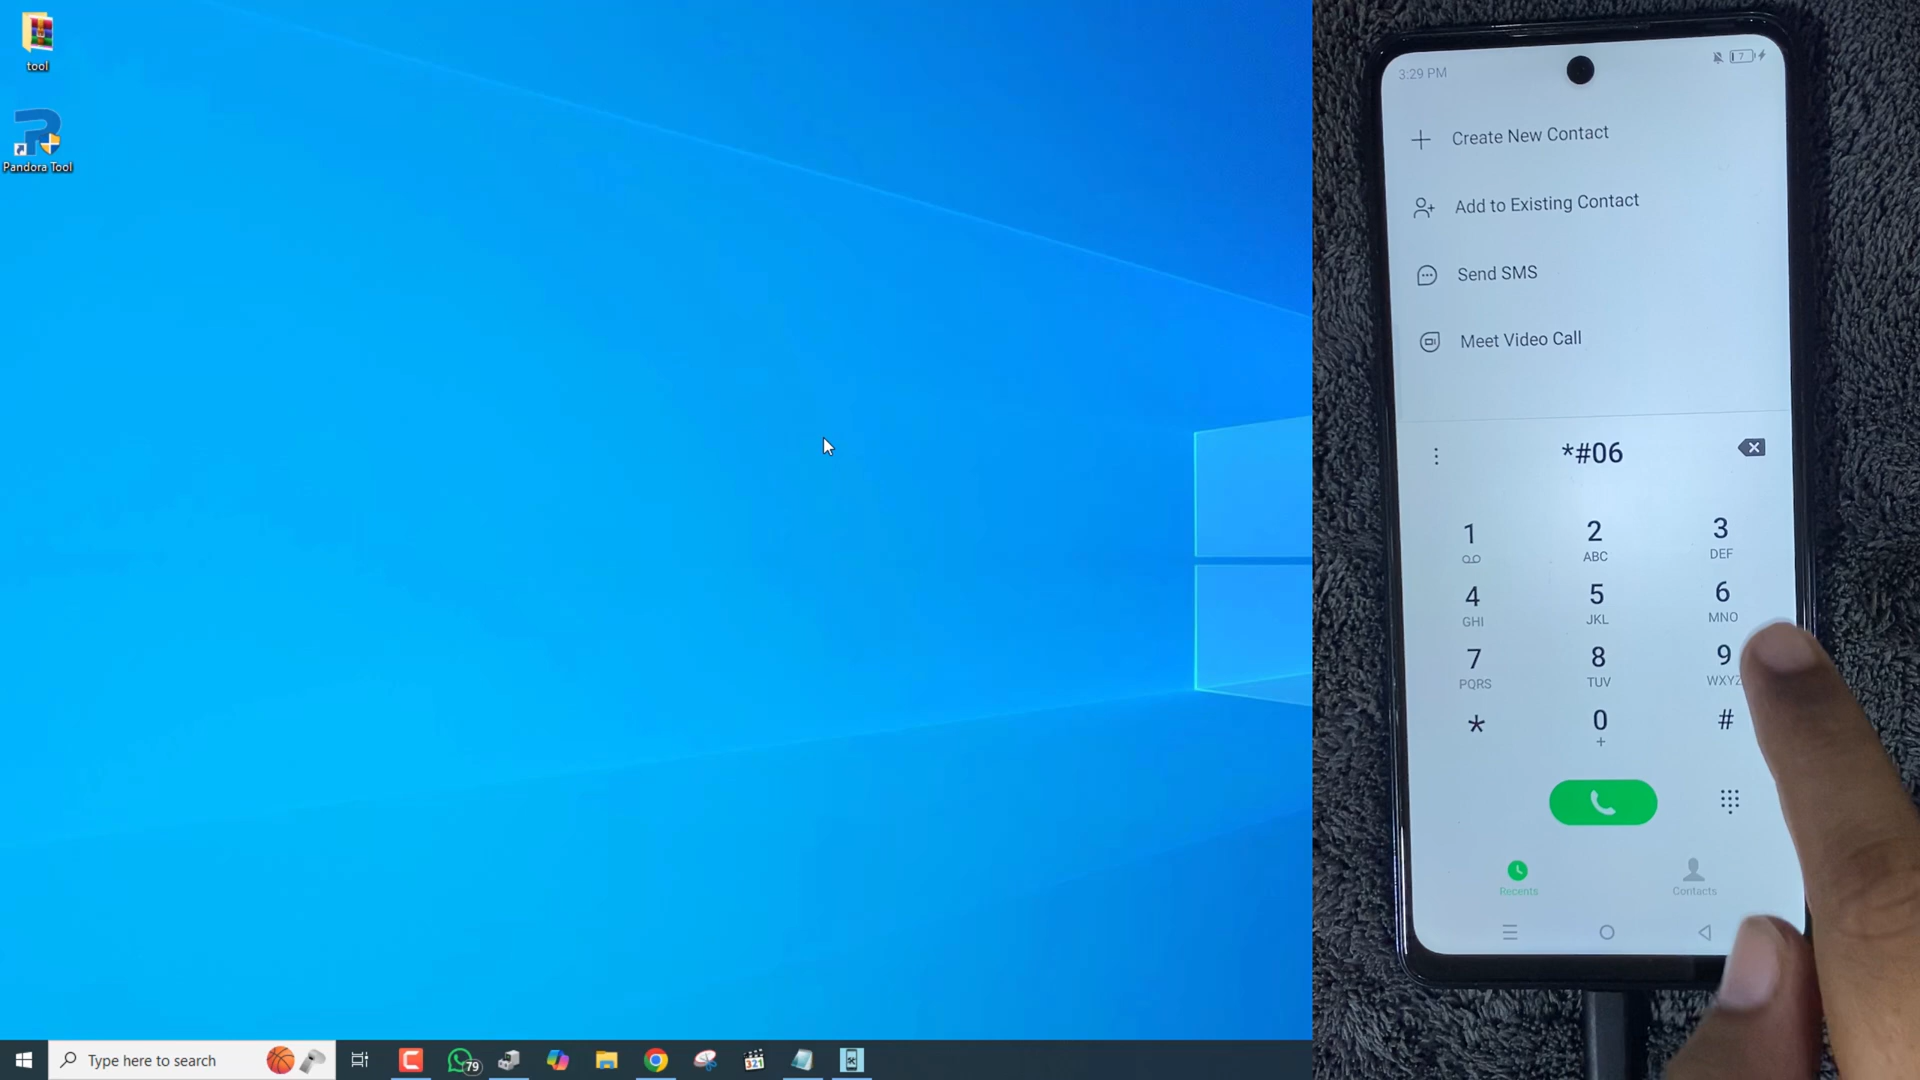 tool
Pandora Tool
Type here to search
79
321
3:29 PM
7
Create New Contact
Add to Existing Contact
Send SMS
Meet Video Call
*#06
1
2
ABC
3
DEF
4
GHI
5
JKL
6
MNO
7
PQRS
8
TUV
9
WXYZ
*
0
+
#
Recents
Contacts